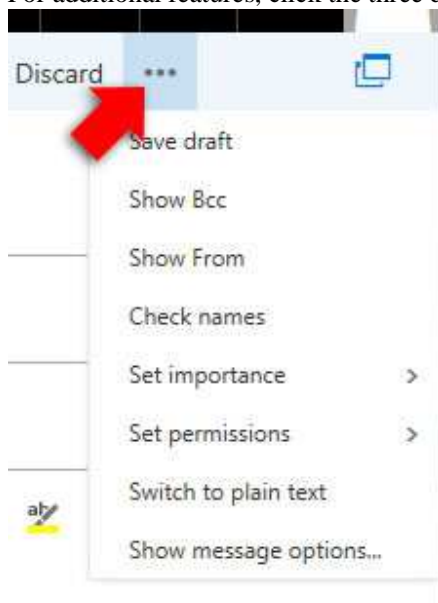 For additional features, click the three
Discard ...
Save draft
Show Bcc
Show From
Check names
Set importance >
Set permissions >
aby
Switch to plain text
Show message options...